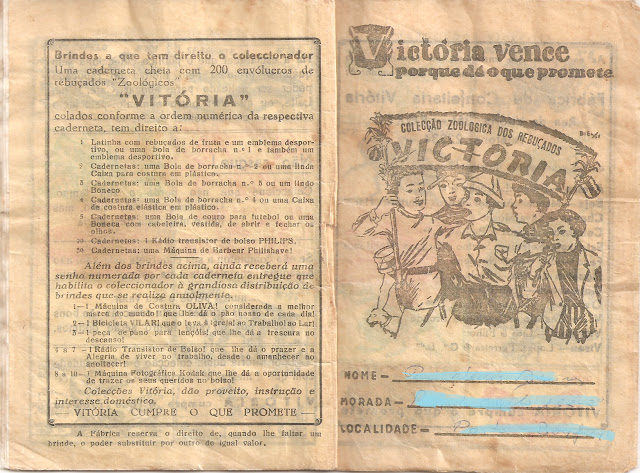 Brindes a que tem direito o coleccionador
Uma caderneta cheia com 200 envólucros de
rebuçados "Zoológicos"
"VITÓRIA"
colados conforme a ordem numérica da respectiva
caderneta, tem direito a:
1 Latinha com rebuçados de fruta e um emblema despor-
tivo, ou uma bola de borracha n.º 1 e também um
emblema desportivo.
2 Cadernetas: uma Bola de borracha n.º 2 ou uma linda
Caixa para costura em plástico.
3 Cadernetas: uma Bola de borracha n.º 5 ou um lindo
Boneco
4 Cadernetas: uma Bola de borracha n.º 6 ou uma Caixa
de costura elástica em plástico.
5 Cadernetas: uma Bola de couro para futebol ou uma
Boneca com cabeleira, vestida, de abrir e fechar os
olhos.
20 Cadernetas: 1 Rádio transistor de bolso PHILIPS.
50 Cadernetas: uma Máquina de Barbear Philishave!
Além dos brindes acima, ainda receberá uma
senha numerada por cada caderneta entregue que
habilita o coleccionador à grandiosa distribuição de
brindes que se realiza anualmente.
1—1 Máquina de Costura OLIVA! considerada a melhor
marca do mundo! que lhe dá o pão nosso de cada dia!
2—1 Bicicleta VILAR! que o leva à Igreja! ao Trabalho! ao Lar!
3—1 peça de pano para lençóis! que lhe dá a frescura no
descanso!
4 a 7 —1 Rádio Transistor de Bolso! que lhe dá o prazer e a
Alegria de viver no trabalho, desde o amanhecer ao
anoitecer!
8 a 10—1 Máquina Fotográfica Kodak que lhe dá a oportunidade
de trazer os seus queridos no bolso!
Colecções Vitória, dão proveito, instrução e
interesse doméstico.
VITÓRIA CUMPRE O QUE PROMETE
A Fábrica reserva o direito de, quando lhe faltar um
brinde, o poder substituir por outro de igual valor.
Victória vence
porque dá o que promete
COLECÇÃO ZOOLÓGICA DOS REBUÇADOS
VICTÓRIA
NOME —
MORADA —
LOCALIDADE —